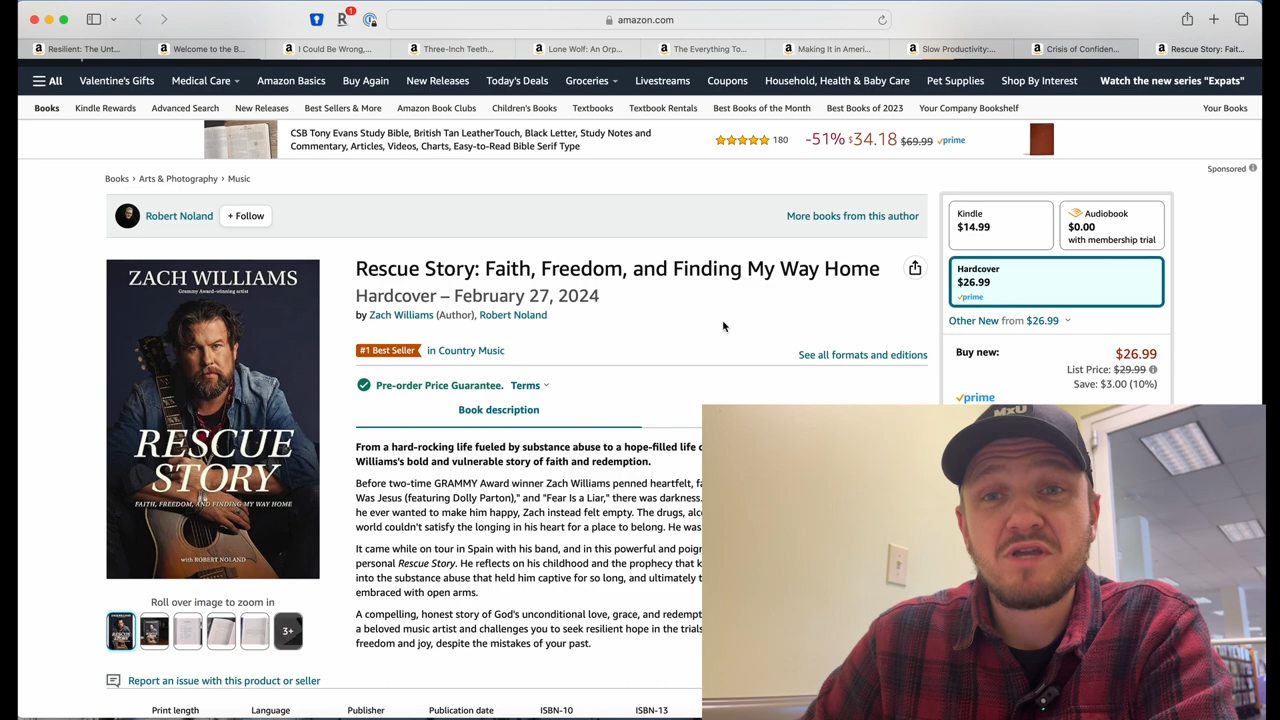 amazon.com
Resilient: The Unt...
Welcome to the B...
I Could Be Wrong,...
Three-Inch Teeth...
Lone Wolf: An Orp...
The Everything To...
Making It in Ameri...
Slow Productivity:...
Crisis of Confiden...
Rescue Story: Fait...
All Valentine's Gifts Medical Care Amazon Basics Buy Again New Releases Today's Deals Groceries Livestreams Coupons Household, Health & Baby Care Pet Supplies Shop By Interest Watch the new series "Expats"
Books Kindle Rewards Advanced Search New Releases Best Sellers & More Amazon Book Clubs Children's Books Textbooks Textbook Rentals Best Books of the Month Best Books of 2023 Your Company Bookshelf Your Books
CSB Tony Evans Study Bible, British Tan LeatherTouch, Black Letter, Study Notes and
Commentary, Articles, Videos, Charts, Easy-to-Read Bible Serif Type
180 -51% $34.18 $69.99 prime
Sponsored
Books › Arts & Photography › Music
Robert Noland + Follow
More books from this author
ZACH WILLIAMS
Grammy Award-winning artist
RESCUE
STORY
FAITH, FREEDOM, AND FINDING MY WAY HOME
with ROBERT NOLAND
Roll over image to zoom in
3+
Rescue Story: Faith, Freedom, and Finding My Way Home
Hardcover – February 27, 2024
by Zach Williams (Author), Robert Noland
#1 Best Seller in Country Music
See all formats and editions
Pre-order Price Guarantee. Terms
Book description
From a hard-rocking life fueled by substance abuse to a hope-filled life
Williams's bold and vulnerable story of faith and redemption.
Before two-time GRAMMY Award winner Zach Williams penned heartfelt,
Was Jesus (featuring Dolly Parton)," and "Fear Is a Liar," there was darkness.
he ever wanted to make him happy, Zach instead felt empty. The drugs,
world couldn't satisfy the longing in his heart for a place to belong. He was
It came while on tour in Spain with his band, and in this powerful and
personal Rescue Story. He reflects on his childhood and the prophecy that
into the substance abuse that held him captive for so long, and ultimately
embraced with open arms.
A compelling, honest story of God's unconditional love, grace, and
a beloved music artist and challenges you to seek resilient hope in the trials
freedom and joy, despite the mistakes of your past.
Report an issue with this product or seller
Print length Language Publisher Publication date ISBN-10 ISBN-13
Kindle
$14.99
Audiobook
$0.00
with membership trial
Hardcover
$26.99
prime
Other New from $26.99
Buy new: $26.99
List Price: $29.99
Save: $3.00 (10%)
prime
MxU